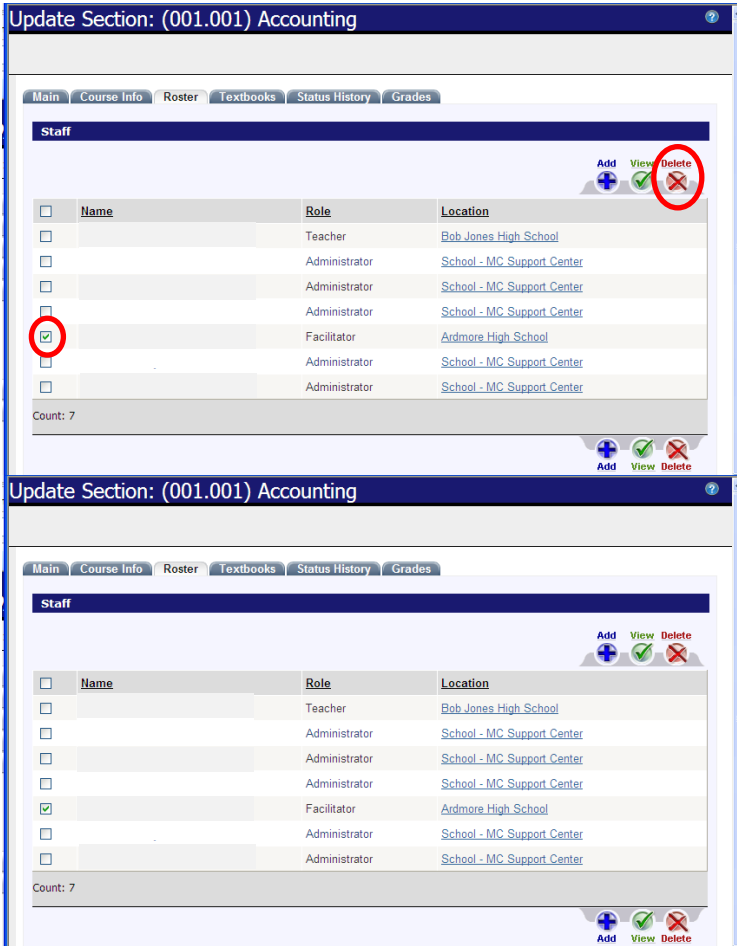 Update Section: (001.001) Accounting ?
Main Course Info Roster Textbooks Status History Grades
Staff
Add View Delete
Name Role Location
Teacher Bob Jones High School
Administrator School - MC Support Center
Administrator School - MC Support Center
Administrator School - MC Support Center
Facilitator Ardmore High School
Administrator School - MC Support Center
Administrator School - MC Support Center
Count: 7
Add View Delete
Update Section: (001.001) Accounting ?
Main Course Info Roster Textbooks Status History Grades
Staff
Add View Delete
Name Role Location
Teacher Bob Jones High School
Administrator School - MC Support Center
Administrator School - MC Support Center
Administrator School - MC Support Center
Facilitator Ardmore High School
Administrator School - MC Support Center
Administrator School - MC Support Center
Count: 7
Add View Delete